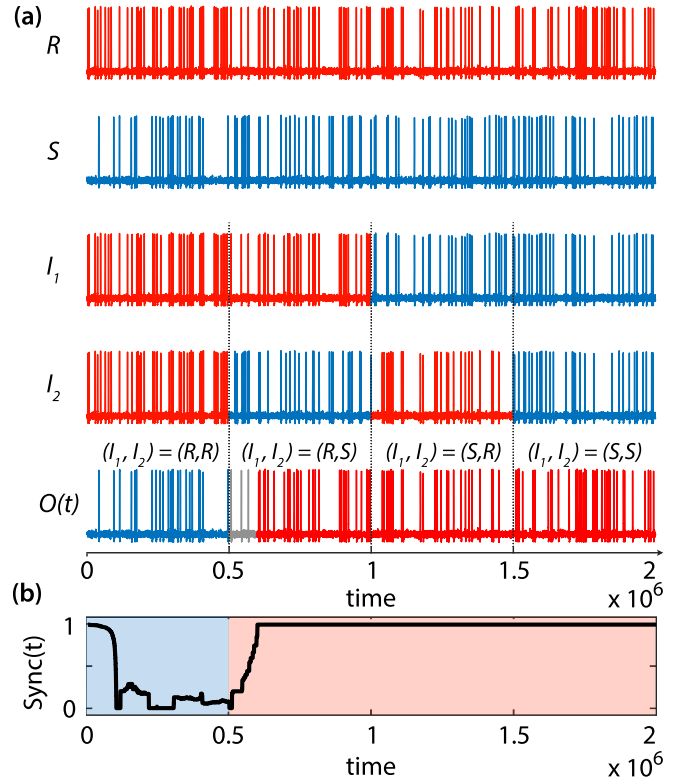 (a)
R
S
I1
I2
(I1, I2) = (R,R) (I1, I2) = (R,S) (I1, I2) = (S,R) (I1, I2) = (S,S)
O(t)
0 0.5 1 1.5 2
time x 10^6
(b)
1
Sync(t)
0
0 0.5 1 1.5 2
time x 10^6